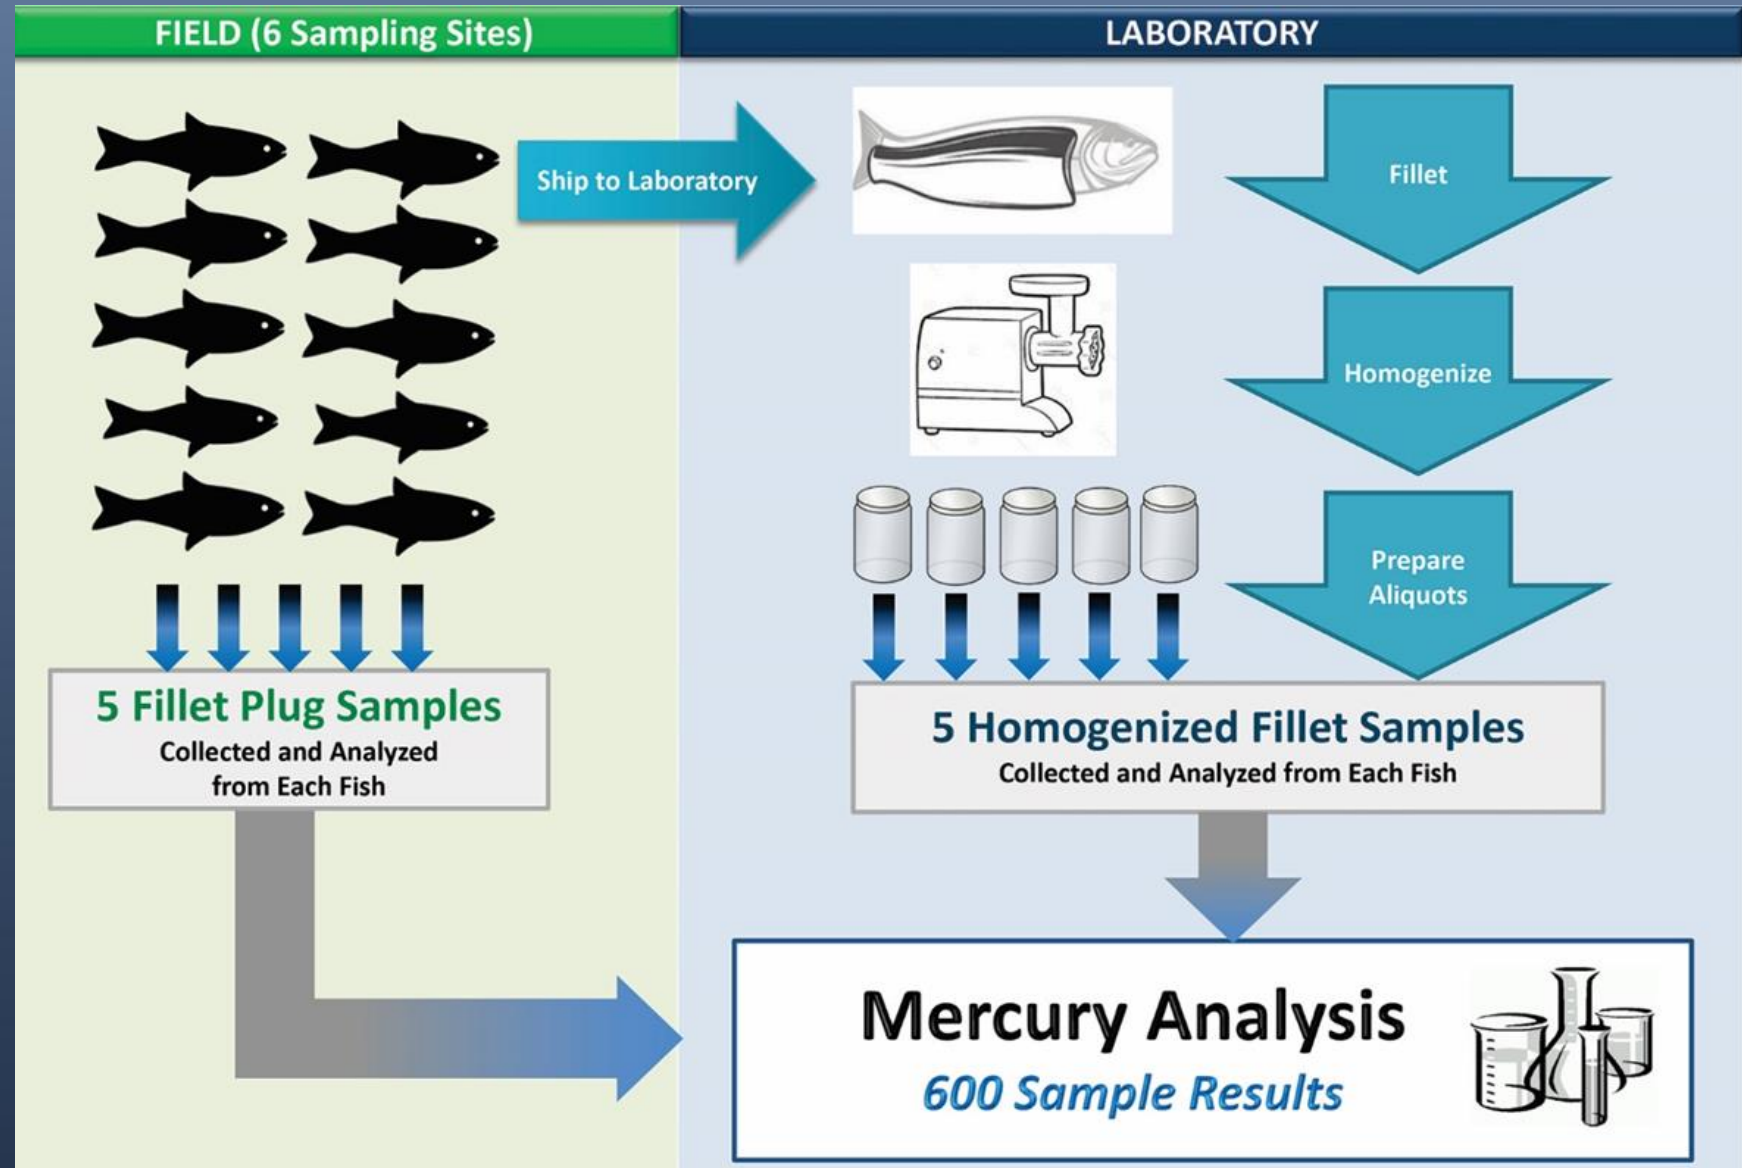 FIELD (6 Sampling Sites)
LABORATORY
Ship to Laboratory
Fillet
Homogenize
Prepare
Aliquots
5 Fillet Plug Samples
Collected and Analyzed
from Each Fish
5 Homogenized Fillet Samples
Collected and Analyzed from Each Fish
Mercury Analysis
600 Sample Results